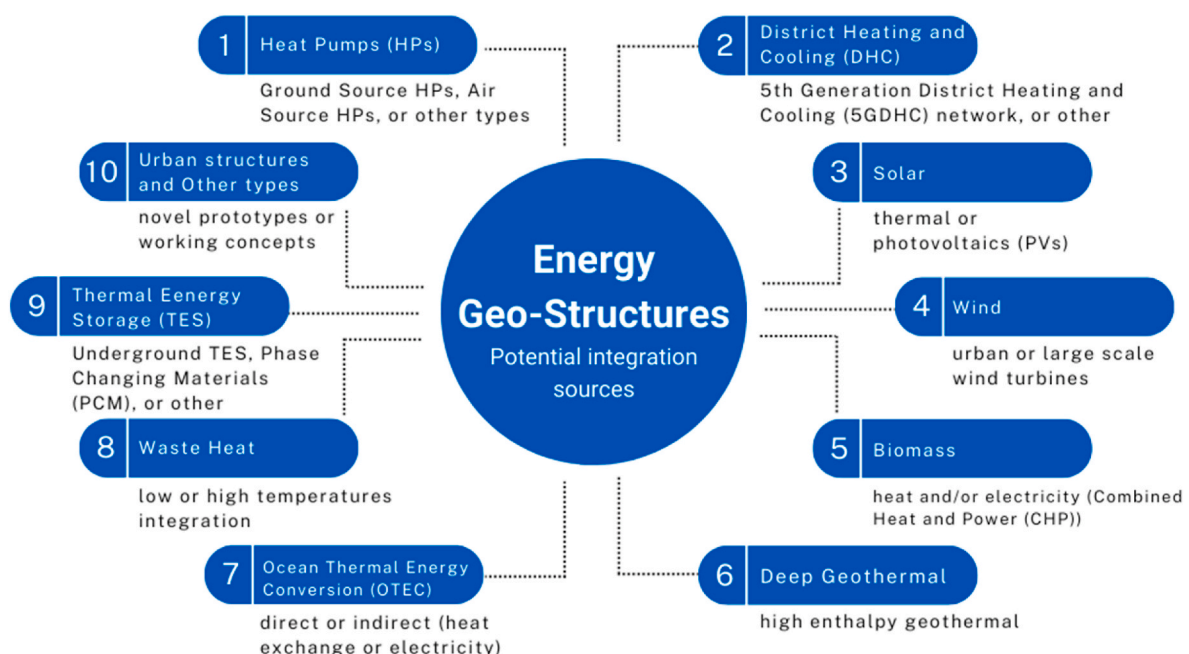 1
Heat Pumps (HPs)
Ground Source HPs, Air
Source HPs, or other types
2
District Heating and
Cooling (DHC)
5th Generation District Heating and
Cooling (5GDHC) network, or other
10
Urban structures
and Other types
novel prototypes or
working concepts
3
Solar
thermal or
photovoltaics (PVs)
Energy
Geo-Structures
Potential integration
sources
9
Thermal Eenergy
Storage (TES)
Underground TES, Phase
Changing Materials
(PCM), or other
4
Wind
urban or large scale
wind turbines
8
Waste Heat
low or high temperatures
integration
5
Biomass
heat and/or electricity (Combined
Heat and Power (CHP))
7
Ocean Thermal Energy
Conversion (OTEC)
direct or indirect (heat
exchange or electricity)
6
Deep Geothermal
high enthalpy geothermal